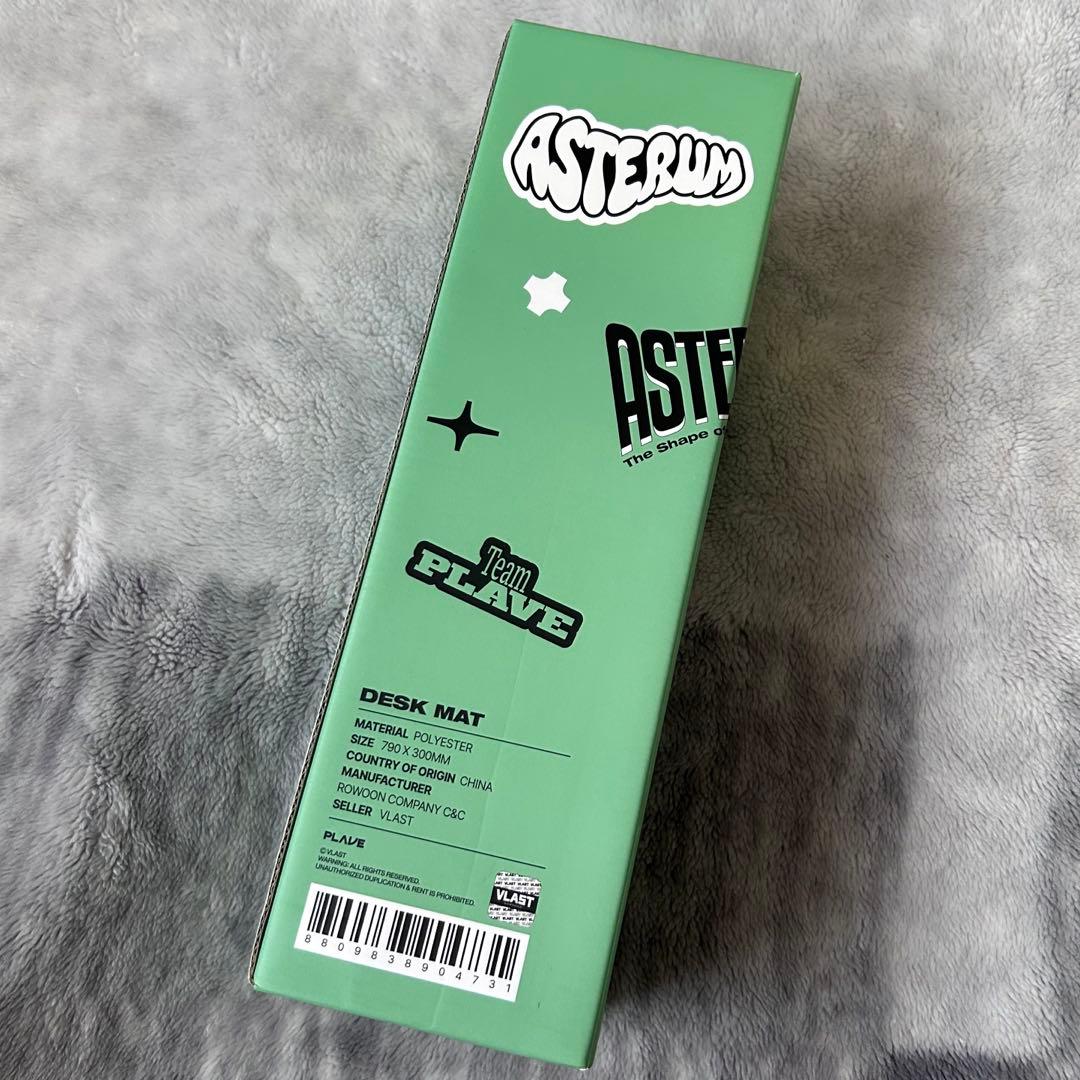 ASTERUM
ASTE
The Shape o
Team
PLAVE
DESK MAT
MATERIAL POLYESTER
SIZE 790 X 300MM
COUNTRY OF ORIGIN CHINA
MANUFACTURER
ROWOON COMPANY C&C
SELLER VLAST
PLAVE
© VLAST
WARNING: ALL RIGHTS RESERVED.
UNAUTHORIZED DUPLICATION & RENT IS PROHIBITED.
VLAST
8809838904731